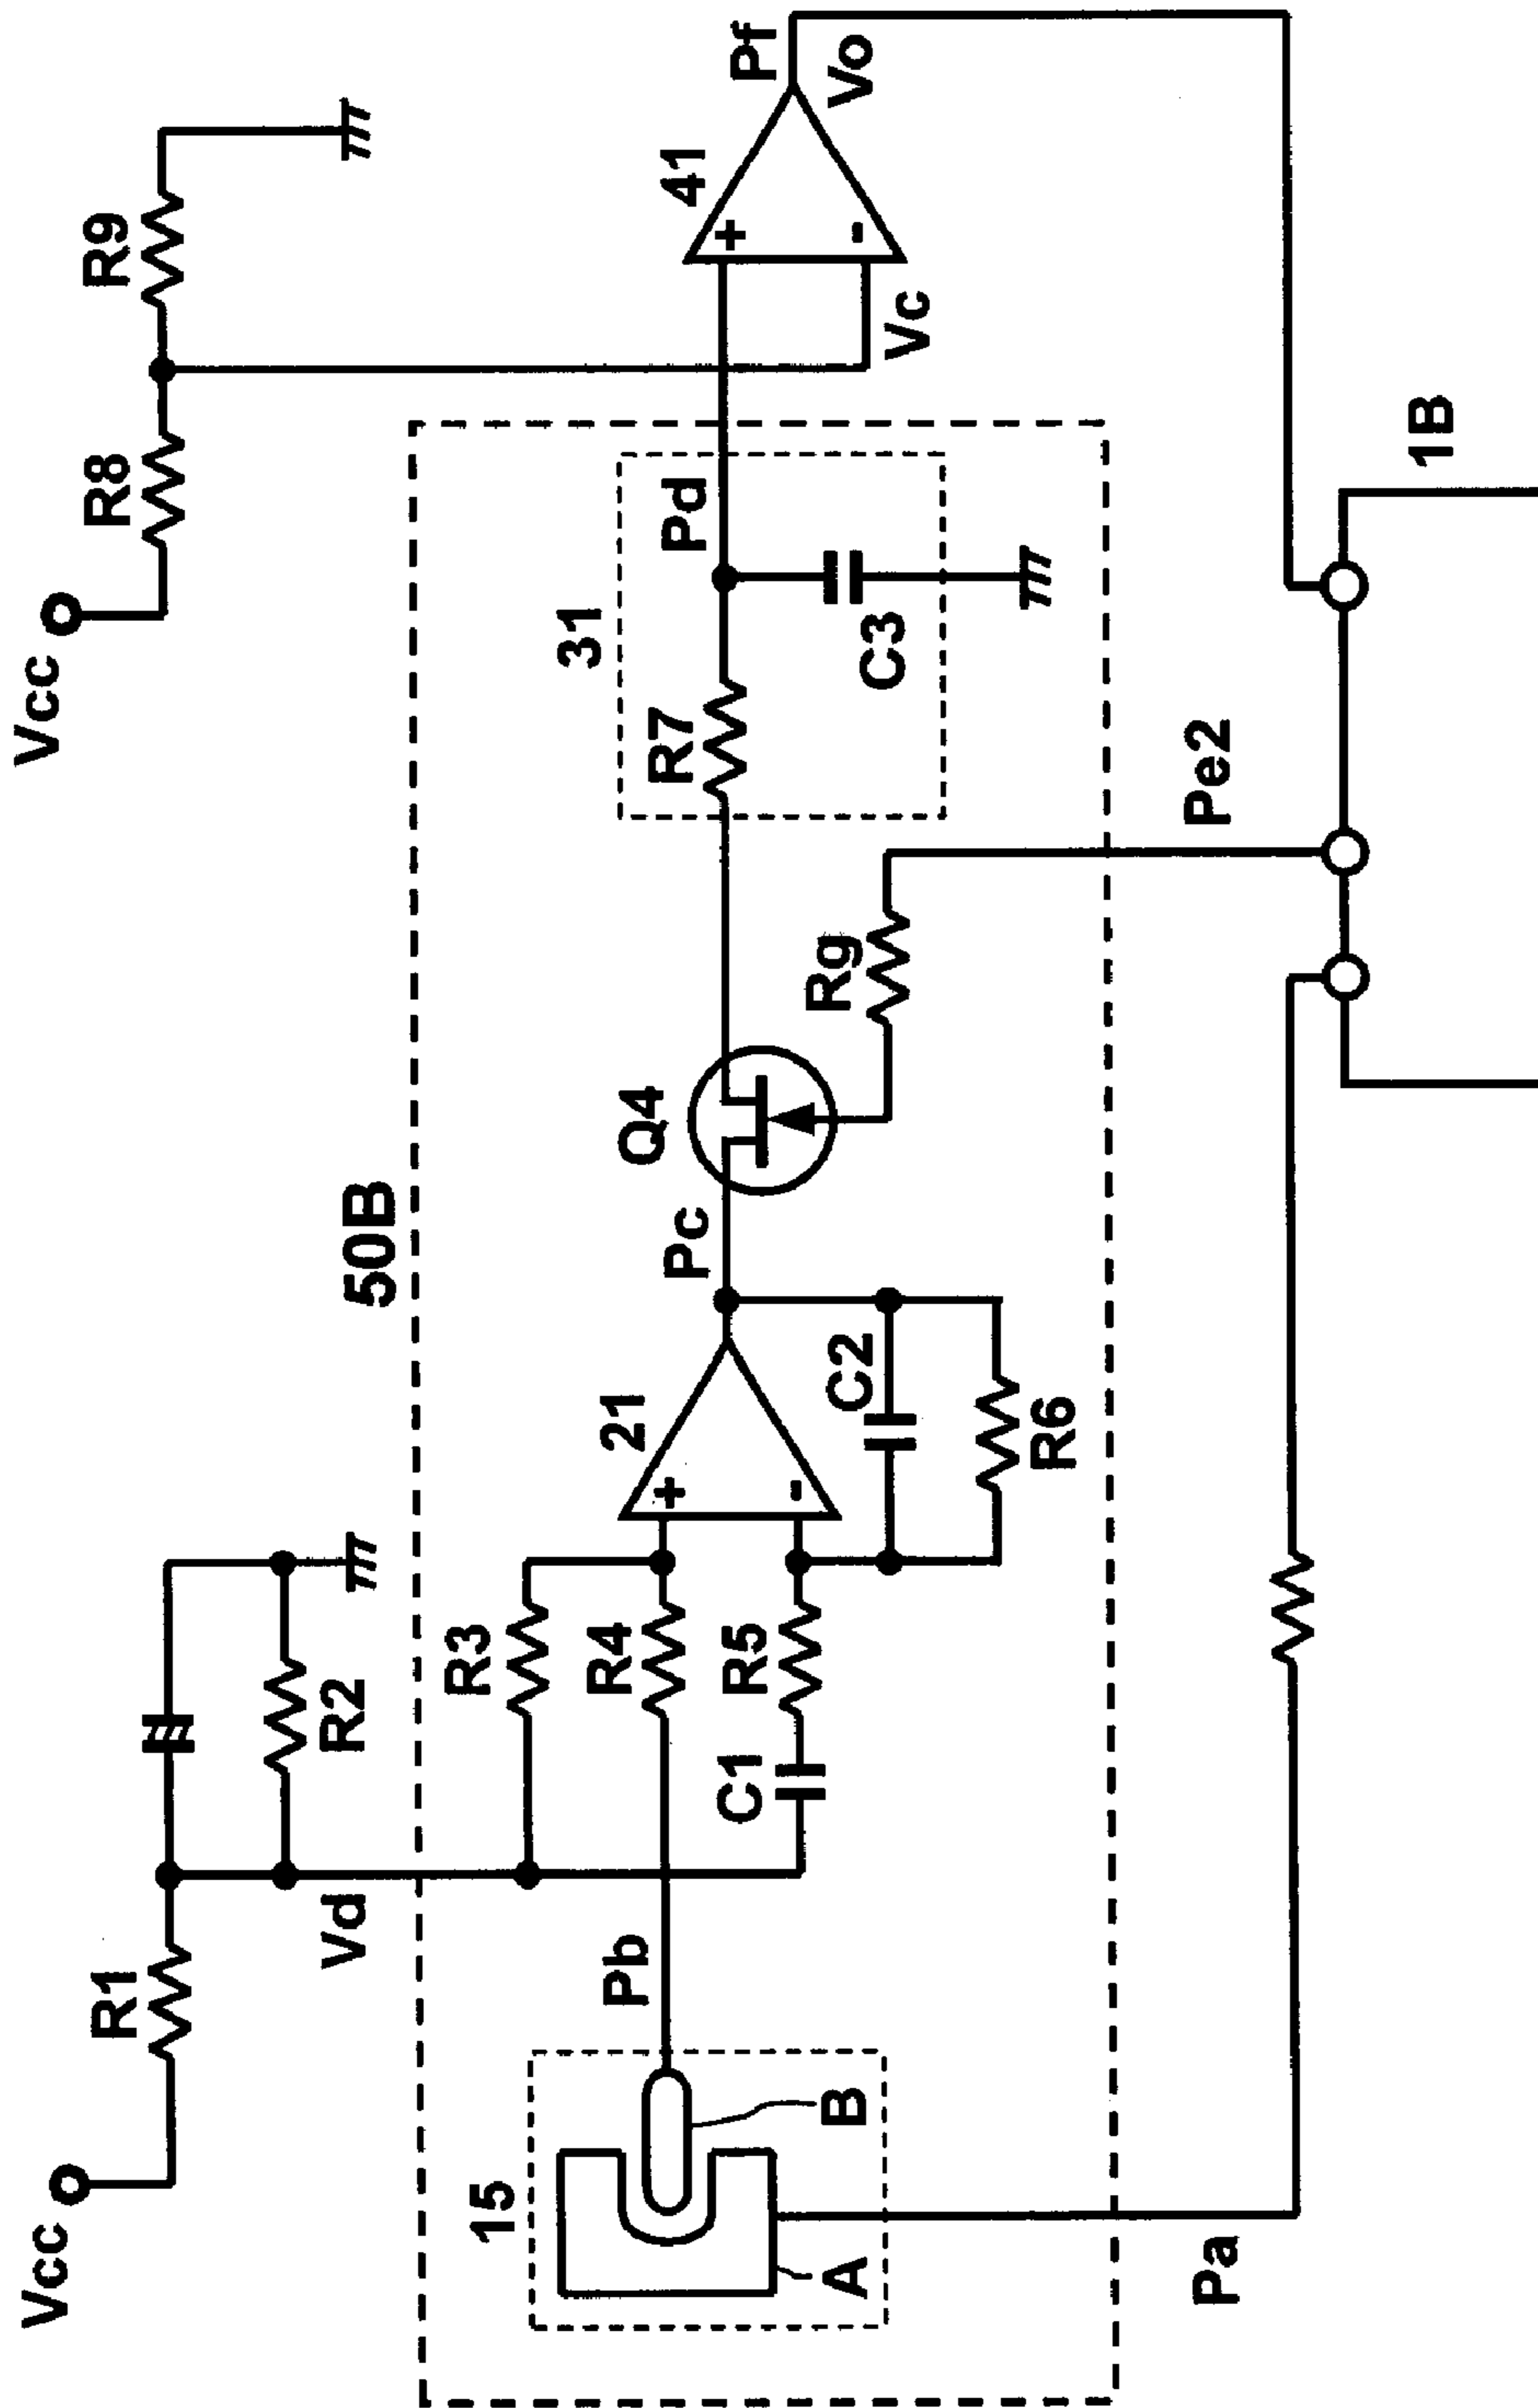 Vcc
R8
R9
Vcc
R1
R2
Vd
50B
31
41
Pf
Vo
Vc
R3
21
Q4
R7
Pd
C3
15
Pb
R4
Pc
+
-
+
-
R5
C1
C2
R6
Rg
A
B
Pa
Pe2
1B